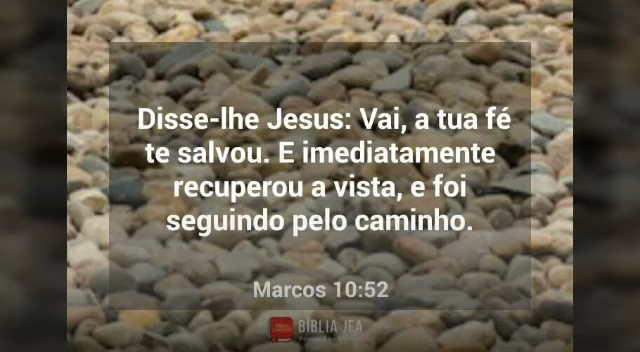 Disse-lhe Jesus: Vai, a tua fé
te salvou. E imediatamente
recuperou a vista, e foi
seguindo pelo caminho.
Marcos 10:52
BÍBLIA JFA